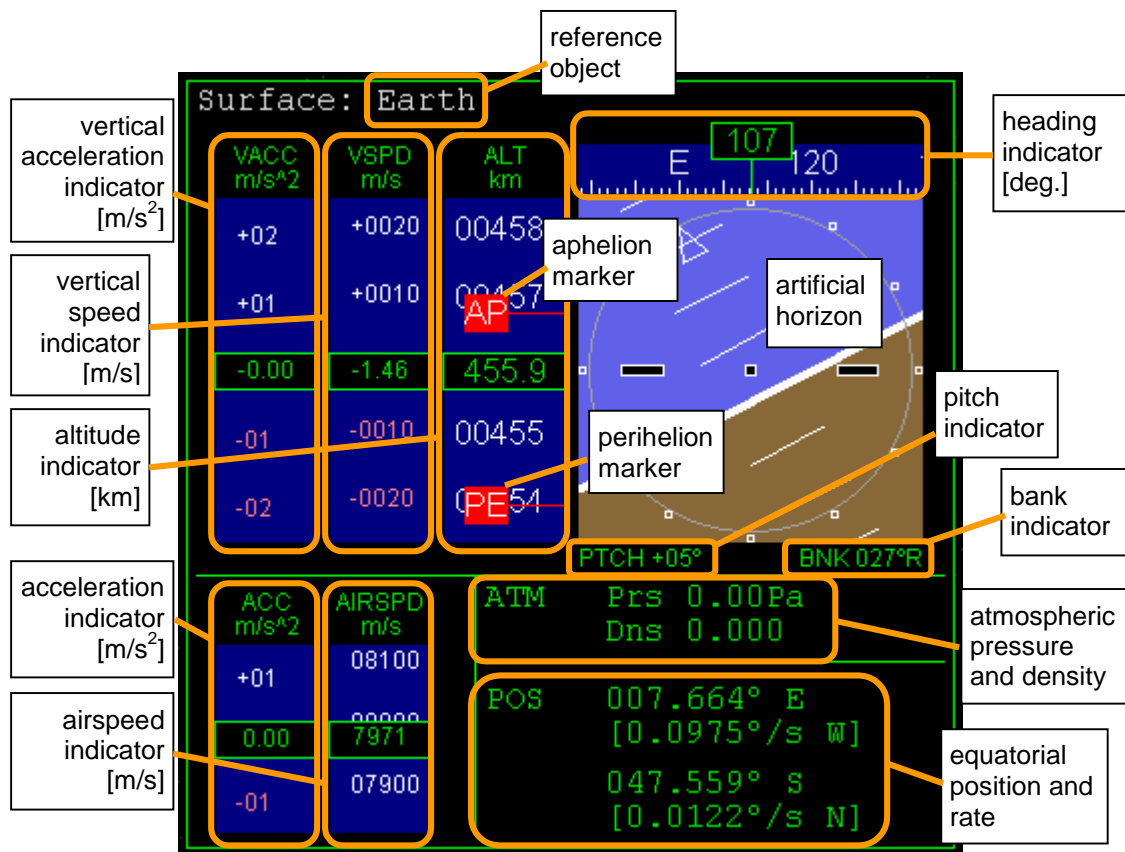 reference
object
Surface: Earth
vertical
acceleration
indicator
[m/s2]
VACC
m/s^2
VSPD
m/s
ALT
km
107
E
120
heading
indicator
[deg.]
+02
+0020
00458
aphelion
marker
vertical
speed
indicator
[m/s]
+01
+0010
AP
artificial
horizon
-0.00
-1.46
455.9
pitch
indicator
altitude
indicator
[km]
-01
-0010
00455
perihelion
marker
-02
-0020
PE
bank
indicator
PTCH +05°
BNK 027°R
acceleration
indicator
[m/s2]
ACC
m/s^2
AIRSPD
m/s
ATM Prs 0.00Pa
Dns 0.000
atmospheric
pressure
and density
+01
08100
airspeed
indicator
[m/s]
0.00
7971
POS 007.664° E
[0.0975°/s W]
-01
07900
047.559° S
[0.0122°/s N]
equatorial
position and
rate